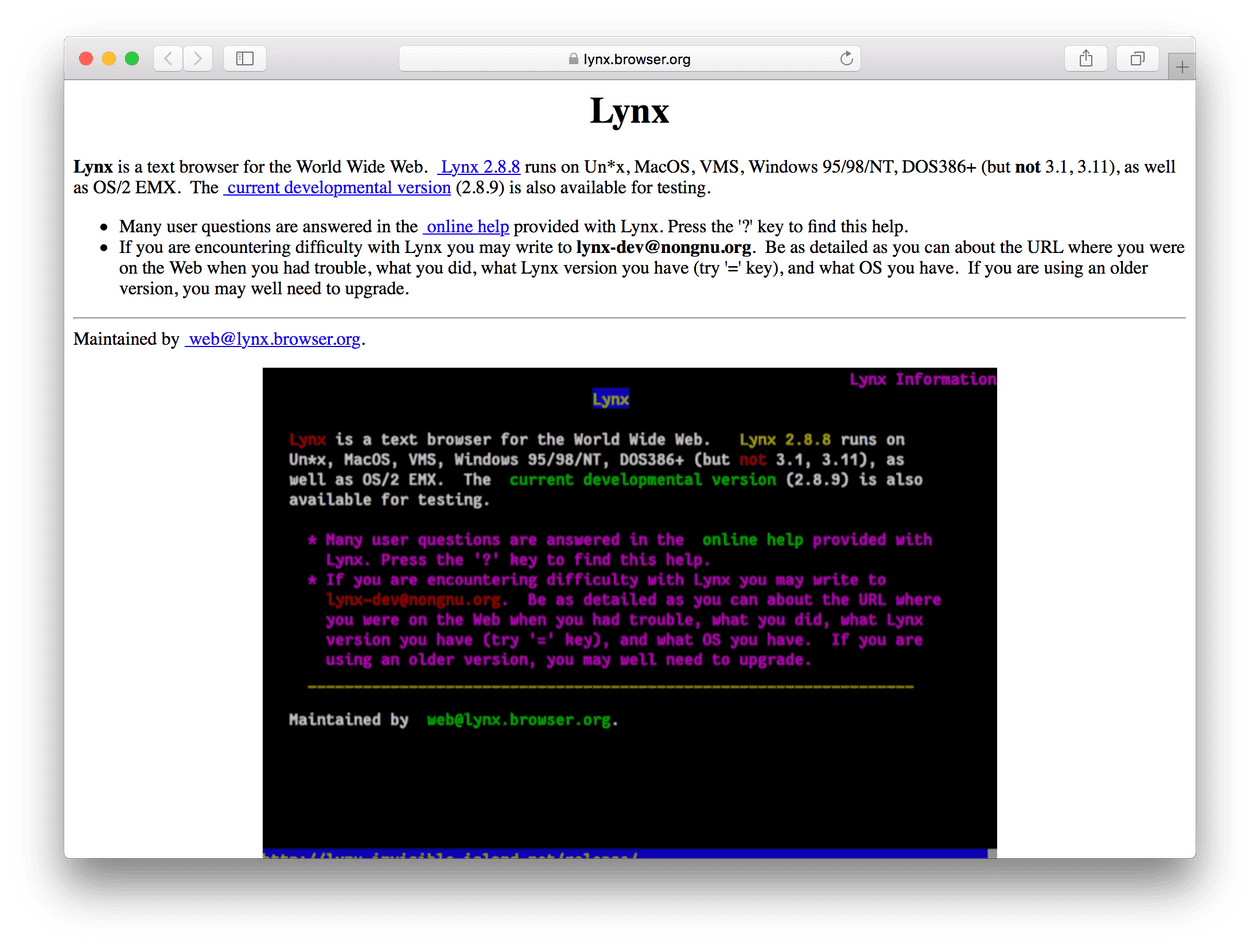 lynx.browser.org
Lynx
Lynx is a text browser for the World Wide Web. Lynx 2.8.8 runs on Un*x, MacOS, VMS, Windows 95/98/NT, DOS386+ (but not 3.1, 3.11), as well
as OS/2 EMX. The current developmental version (2.8.9) is also available for testing.
• Many user questions are answered in the online help provided with Lynx. Press the '?' key to find this help.
• If you are encountering difficulty with Lynx you may write to lynx-dev@nongnu.org. Be as detailed as you can about the URL where you were
on the Web when you had trouble, what you did, what Lynx version you have (try '=' key), and what OS you have. If you are using an older
version, you may well need to upgrade.
Maintained by web@lynx.browser.org.
Lynx Information
Lynx
Lynx is a text browser for the World Wide Web. Lynx 2.8.8 runs on
Un*x, MacOS, VMS, Windows 95/98/NT, DOS386+ (but not 3.1, 3.11), as
well as OS/2 EMX. The current developmental version (2.8.9) is also
available for testing.
* Many user questions are answered in the online help provided with
Lynx. Press the '?' key to find this help.
* If you are encountering difficulty with Lynx you may write to
lynx-dev@nongnu.org. Be as detailed as you can about the URL where
you were on the Web when you had trouble, what you did, what Lynx
version you have (try '=' key), and what OS you have. If you are
using an older version, you may well need to upgrade.
Maintained by web@lynx.browser.org.